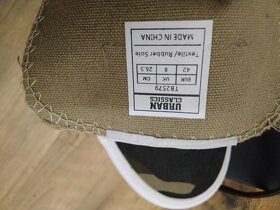 URBAN
CLASSICS
TB2579
EUR UK CM
42 8 26.5
Textile/ Rubber Sole
MADE IN CHINA